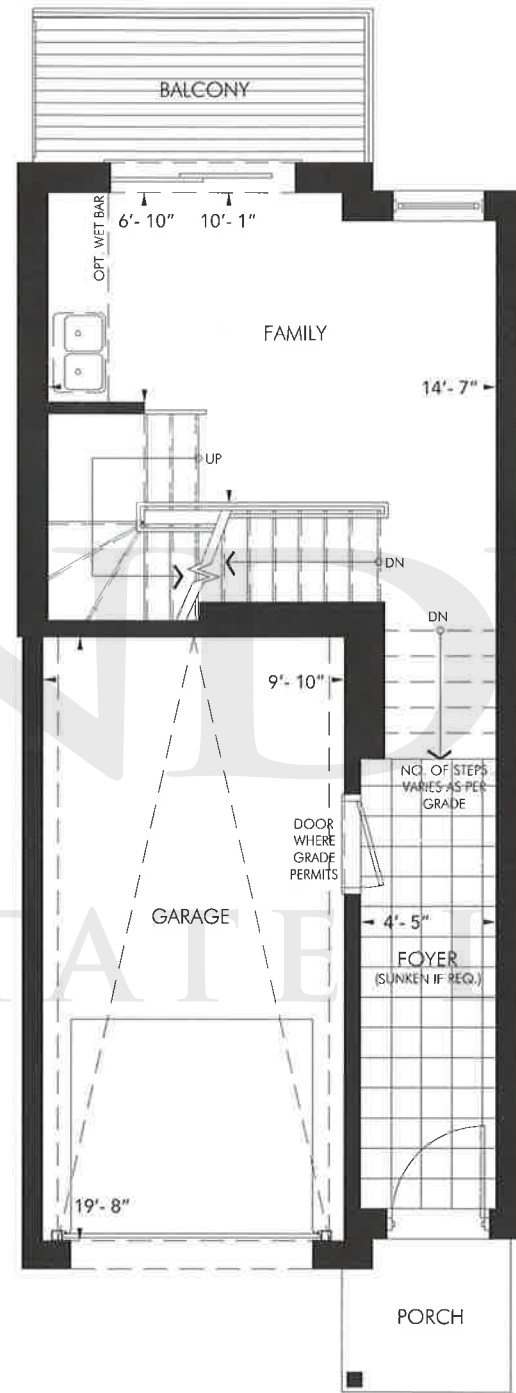 BALCONY
OPT. WET BAR
6'- 10" 10'- 1"
FAMILY
14'- 7"
UP
DN
DN
9'- 10"
NO. OF STEPS
VARIES AS PER
GRADE
DOOR
WHERE
GRADE
PERMITS
GARAGE
4'- 5"
FOYER
(SUNKEN IF REQ.)
19'- 8"
PORCH